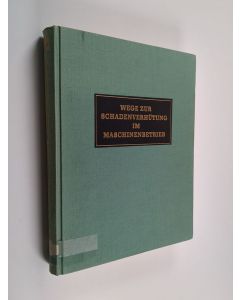 WEGE ZUR
SCHADENVERHÜTUNG
IM
MASCHINENBETRIEB